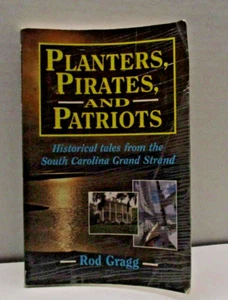 PLANTERS,
PIRATES,
AND
PATRIOTS
Historical tales from the
South Carolina Grand Strand
Rod Gragg